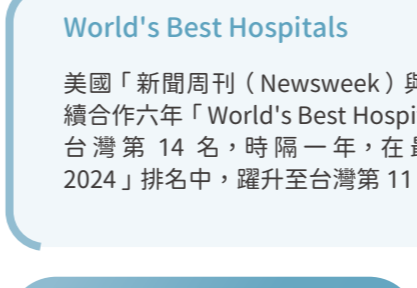 World's Best Hospitals
美國「新聞周刊（Newsweek）與
續合作六年「World's Best Hospi
台灣第 14 名，時隔一年，在
2024」排名中，躍升至台灣第 11